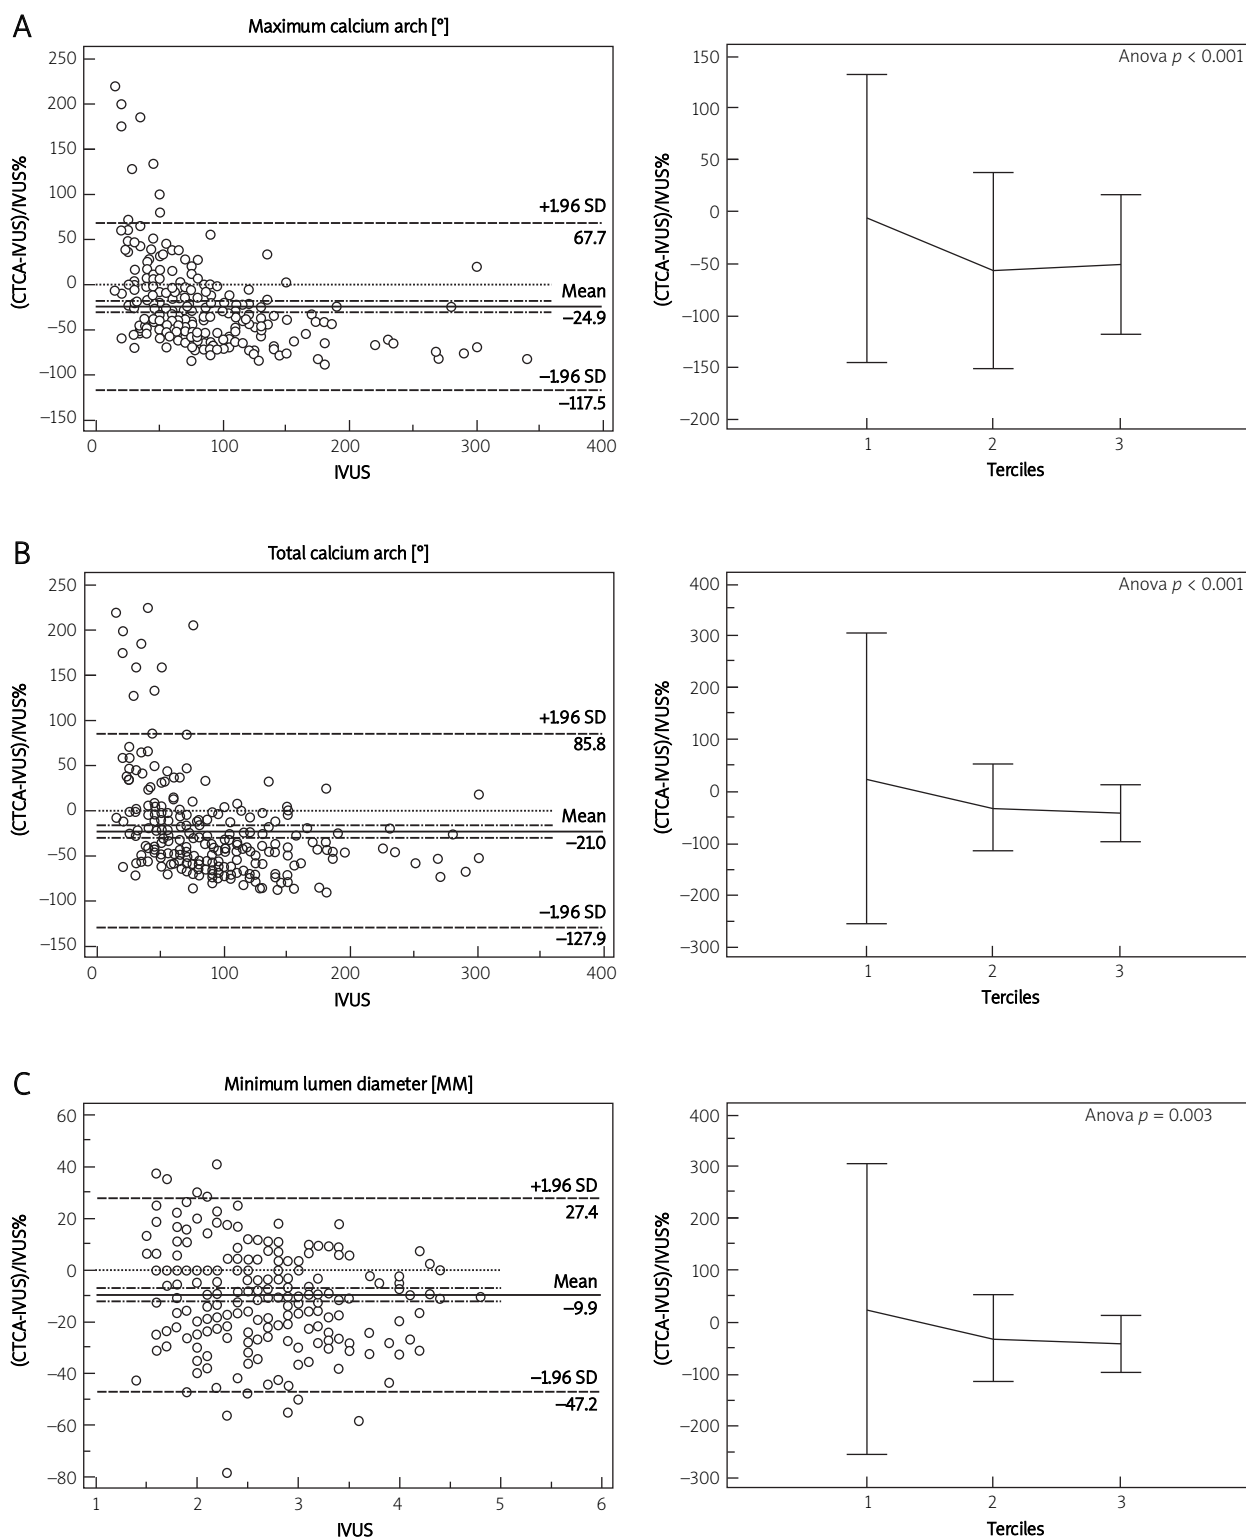 A
Maximum calcium arch [°]
(CTCA-IVUS)/IVUS%
250
200
150
100
50
0
–50
–100
–150
+1.96 SD
67.7
Mean
–24.9
–1.96 SD
–117.5
0 100 200 300 400
IVUS
Anova p < 0.001
(CTCA-IVUS)/IVUS%
150
100
50
0
–50
–100
–150
–200
1 2 3
Terciles
B
Total calcium arch [°]
(CTCA-IVUS)/IVUS%
250
200
150
100
50
0
–50
–100
–150
+1.96 SD
85.8
Mean
–21.0
–1.96 SD
–127.9
0 100 200 300 400
IVUS
Anova p < 0.001
(CTCA-IVUS)/IVUS%
400
300
200
100
0
–100
–200
–300
1 2 3
Terciles
C
Minimum lumen diameter [MM]
(CTCA-IVUS)/IVUS%
60
40
20
0
–20
–40
–60
–80
+1.96 SD
27.4
Mean
–9.9
–1.96 SD
–47.2
1 2 3 4 5 6
IVUS
Anova p = 0.003
(CTCA-IVUS)/IVUS%
400
300
200
100
0
–100
–200
–300
1 2 3
Terciles